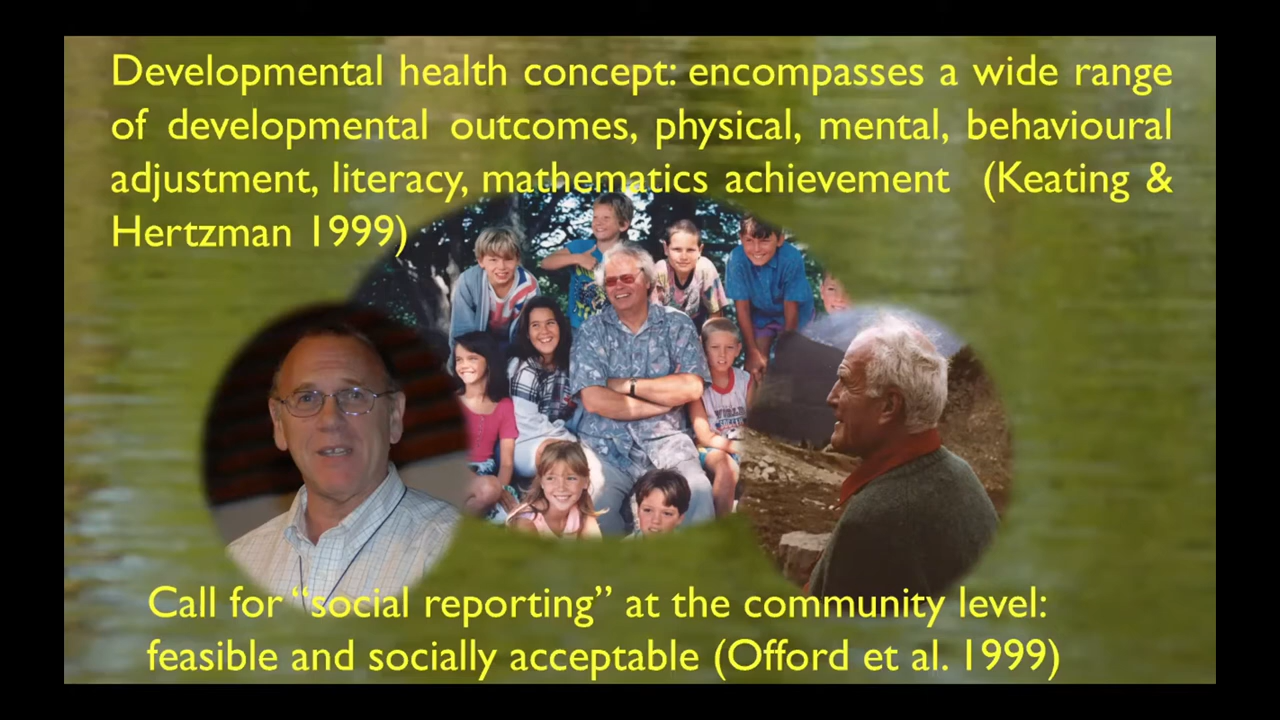 Developmental health concept: encompasses a wide range
of developmental outcomes, physical, mental, behavioural
adjustment, literacy, mathematics achievement (Keating &
Hertzman 1999)
WORLD
Call for “social reporting” at the community level:
feasible and socially acceptable (Offord et al. 1999)